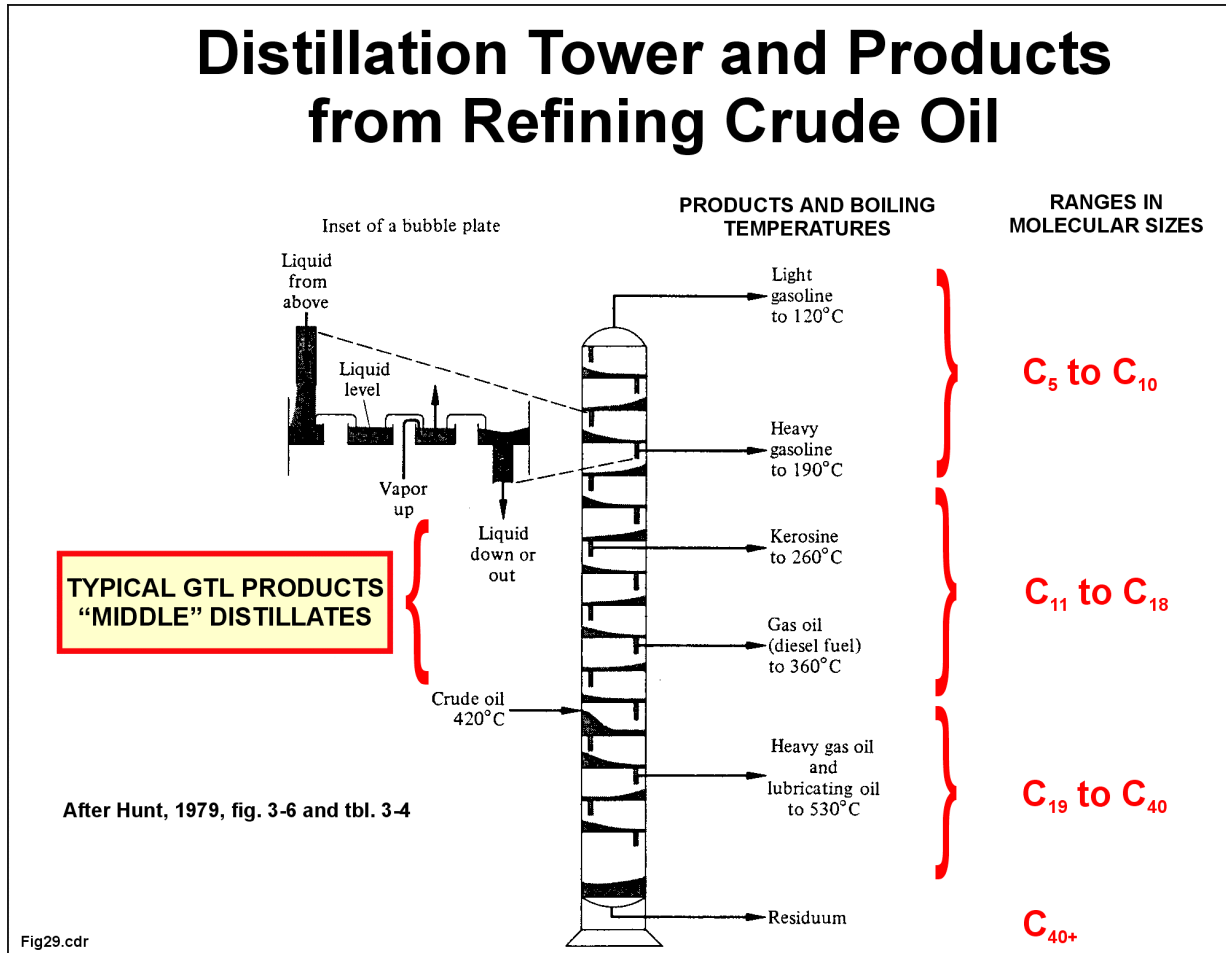 Distillation Tower and Products
from Refining Crude Oil
PRODUCTS AND BOILING
TEMPERATURES
RANGES IN
MOLECULAR SIZES
Inset of a bubble plate
Liquid
from
above
Liquid
level
Vapor
up
Liquid
down or
out
Light
gasoline
to 120°C
C5 to C10
Heavy
gasoline
to 190°C
Kerosine
to 260°C
TYPICAL GTL PRODUCTS
“MIDDLE” DISTILLATES
C11 to C18
Gas oil
(diesel fuel)
to 360°C
Crude oil
420°C
Heavy gas oil
and
lubricating oil
to 530°C
C19 to C40
After Hunt, 1979, fig. 3-6 and tbl. 3-4
Residuum
C40+
Fig29.cdr